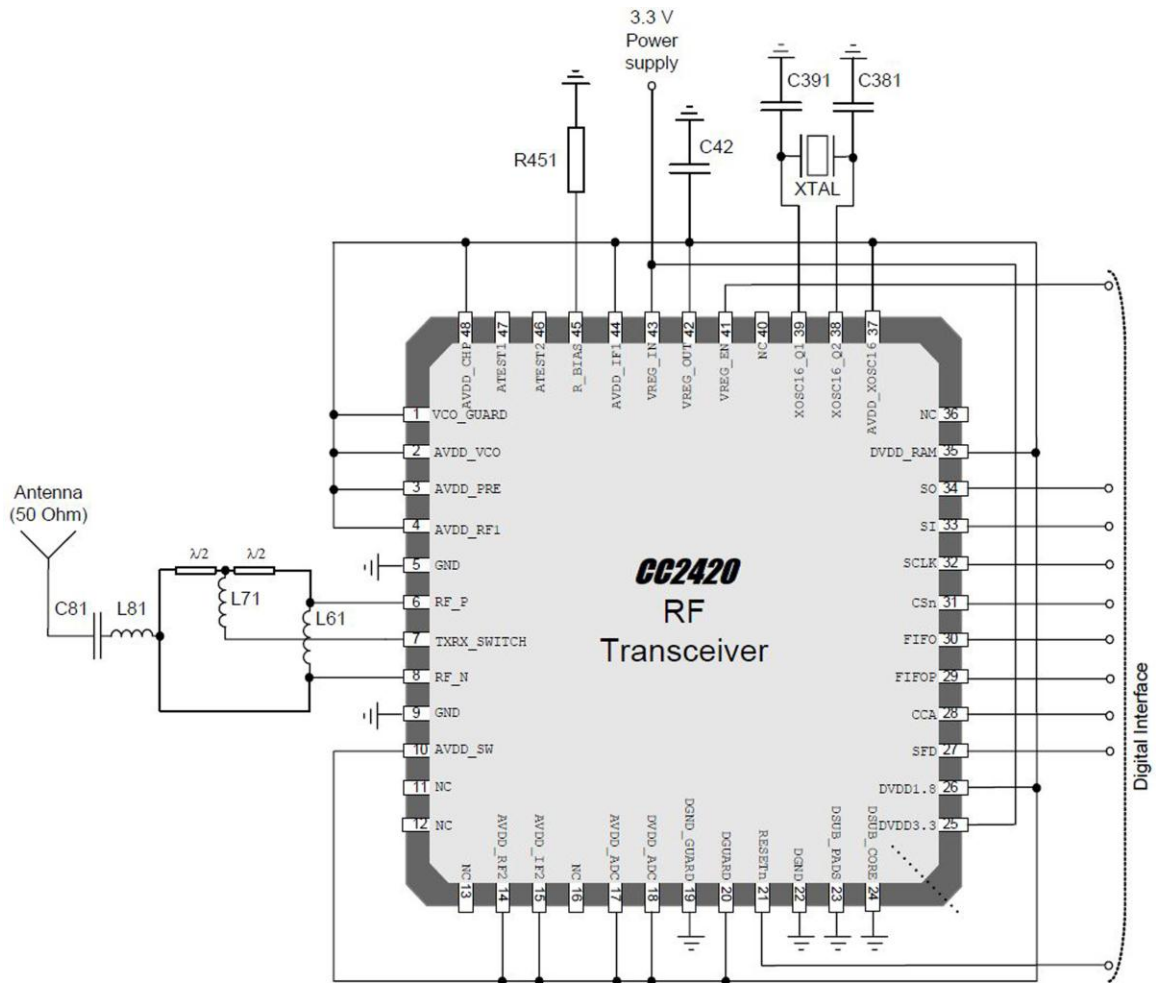 3.3 V
Power
supply
C391
C381
R451
C42
XTAL
48
47
46
45
44
43
42
41
40
39
38
37
AVDD_CHP
ATEST1
ATEST2
R_BIAS
AVDD_IF1
VREG_IN
VREG_OUT
VREG_EN
NC
XOSC16_Q1
XOSC16_Q2
AVDD_XOSC16
1 VCO_GUARD
2 AVDD_VCO
3 AVDD_PRE
4 AVDD_RF1
5 GND
6 RF_P
7 TXRX_SWITCH
8 RF_N
9 GND
10 AVDD_SW
11 NC
12 NC
NC 36
DVDD_RAM 35
SO 34
SI 33
SCLK 32
CSn 31
FIFO 30
FIFOP 29
CCA 28
SFD 27
DVDD1.8 26
DVDD3.3 25
Antenna
(50 Ohm)
λ/2
λ/2
C81
L81
L71
L61
CC2420
RF
Transceiver
Digital Interface
NC
AVDD_RF2
AVDD_IF2
NC
AVDD_ADC
DVDD_ADC
DGND_GUARD
DGUARD
RESETn
DGND
DSUB_PADS
DSUB_CORE
13
14
15
16
17
18
19
20
21
22
23
24